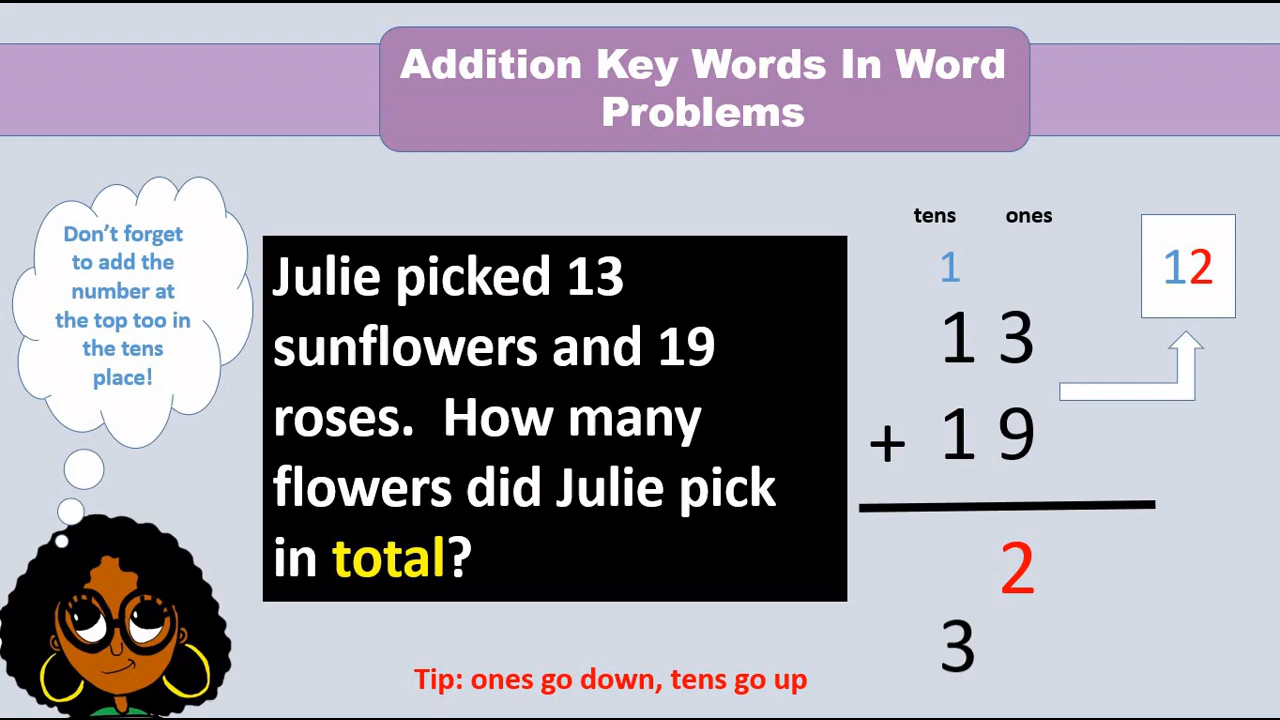 Addition Key Words In Word
Problems
Don't forget
to add the
number at
the top too in
the tens
place!
Julie picked 13
sunflowers and 19
roses.  How many
flowers did Julie pick
in total?
tens ones
1
1 3
+ 1 9
2
3
12
Tip: ones go down, tens go up